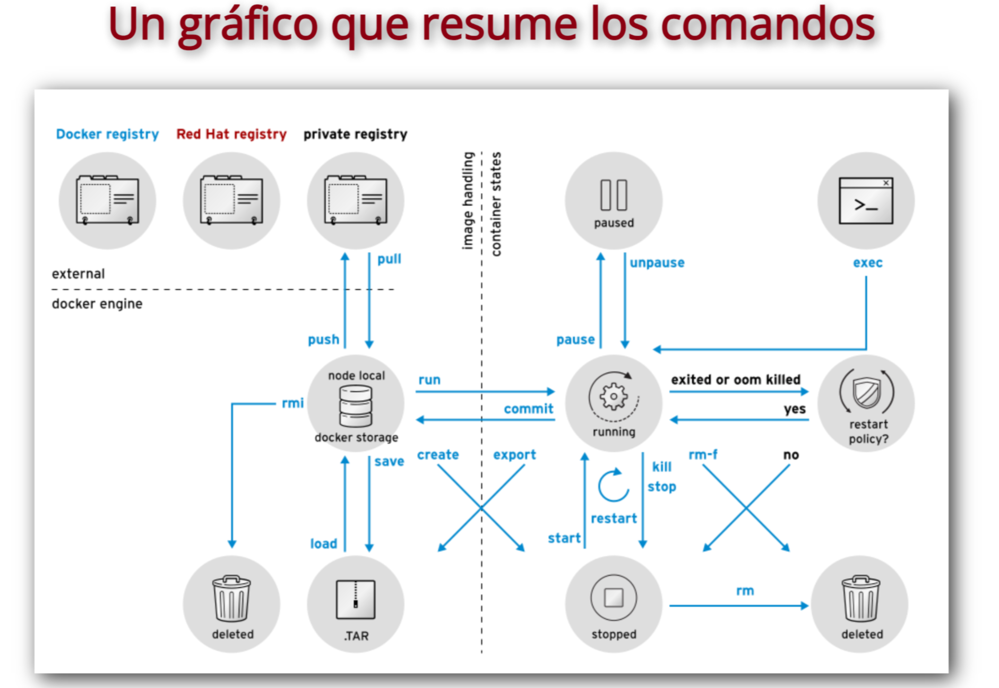 Un gráfico que resume los comandos
Docker registry
Red Hat registry
private registry
image handling
container states
paused
pull
unpause
exec
external
docker engine
push
pause
node local
docker storage
run
commit
running
exited or oom killed
yes
restart
policy?
rmi
save
create
export
kill
stop
rm-f
no
restart
load
start
deleted
.TAR
stopped
rm
deleted